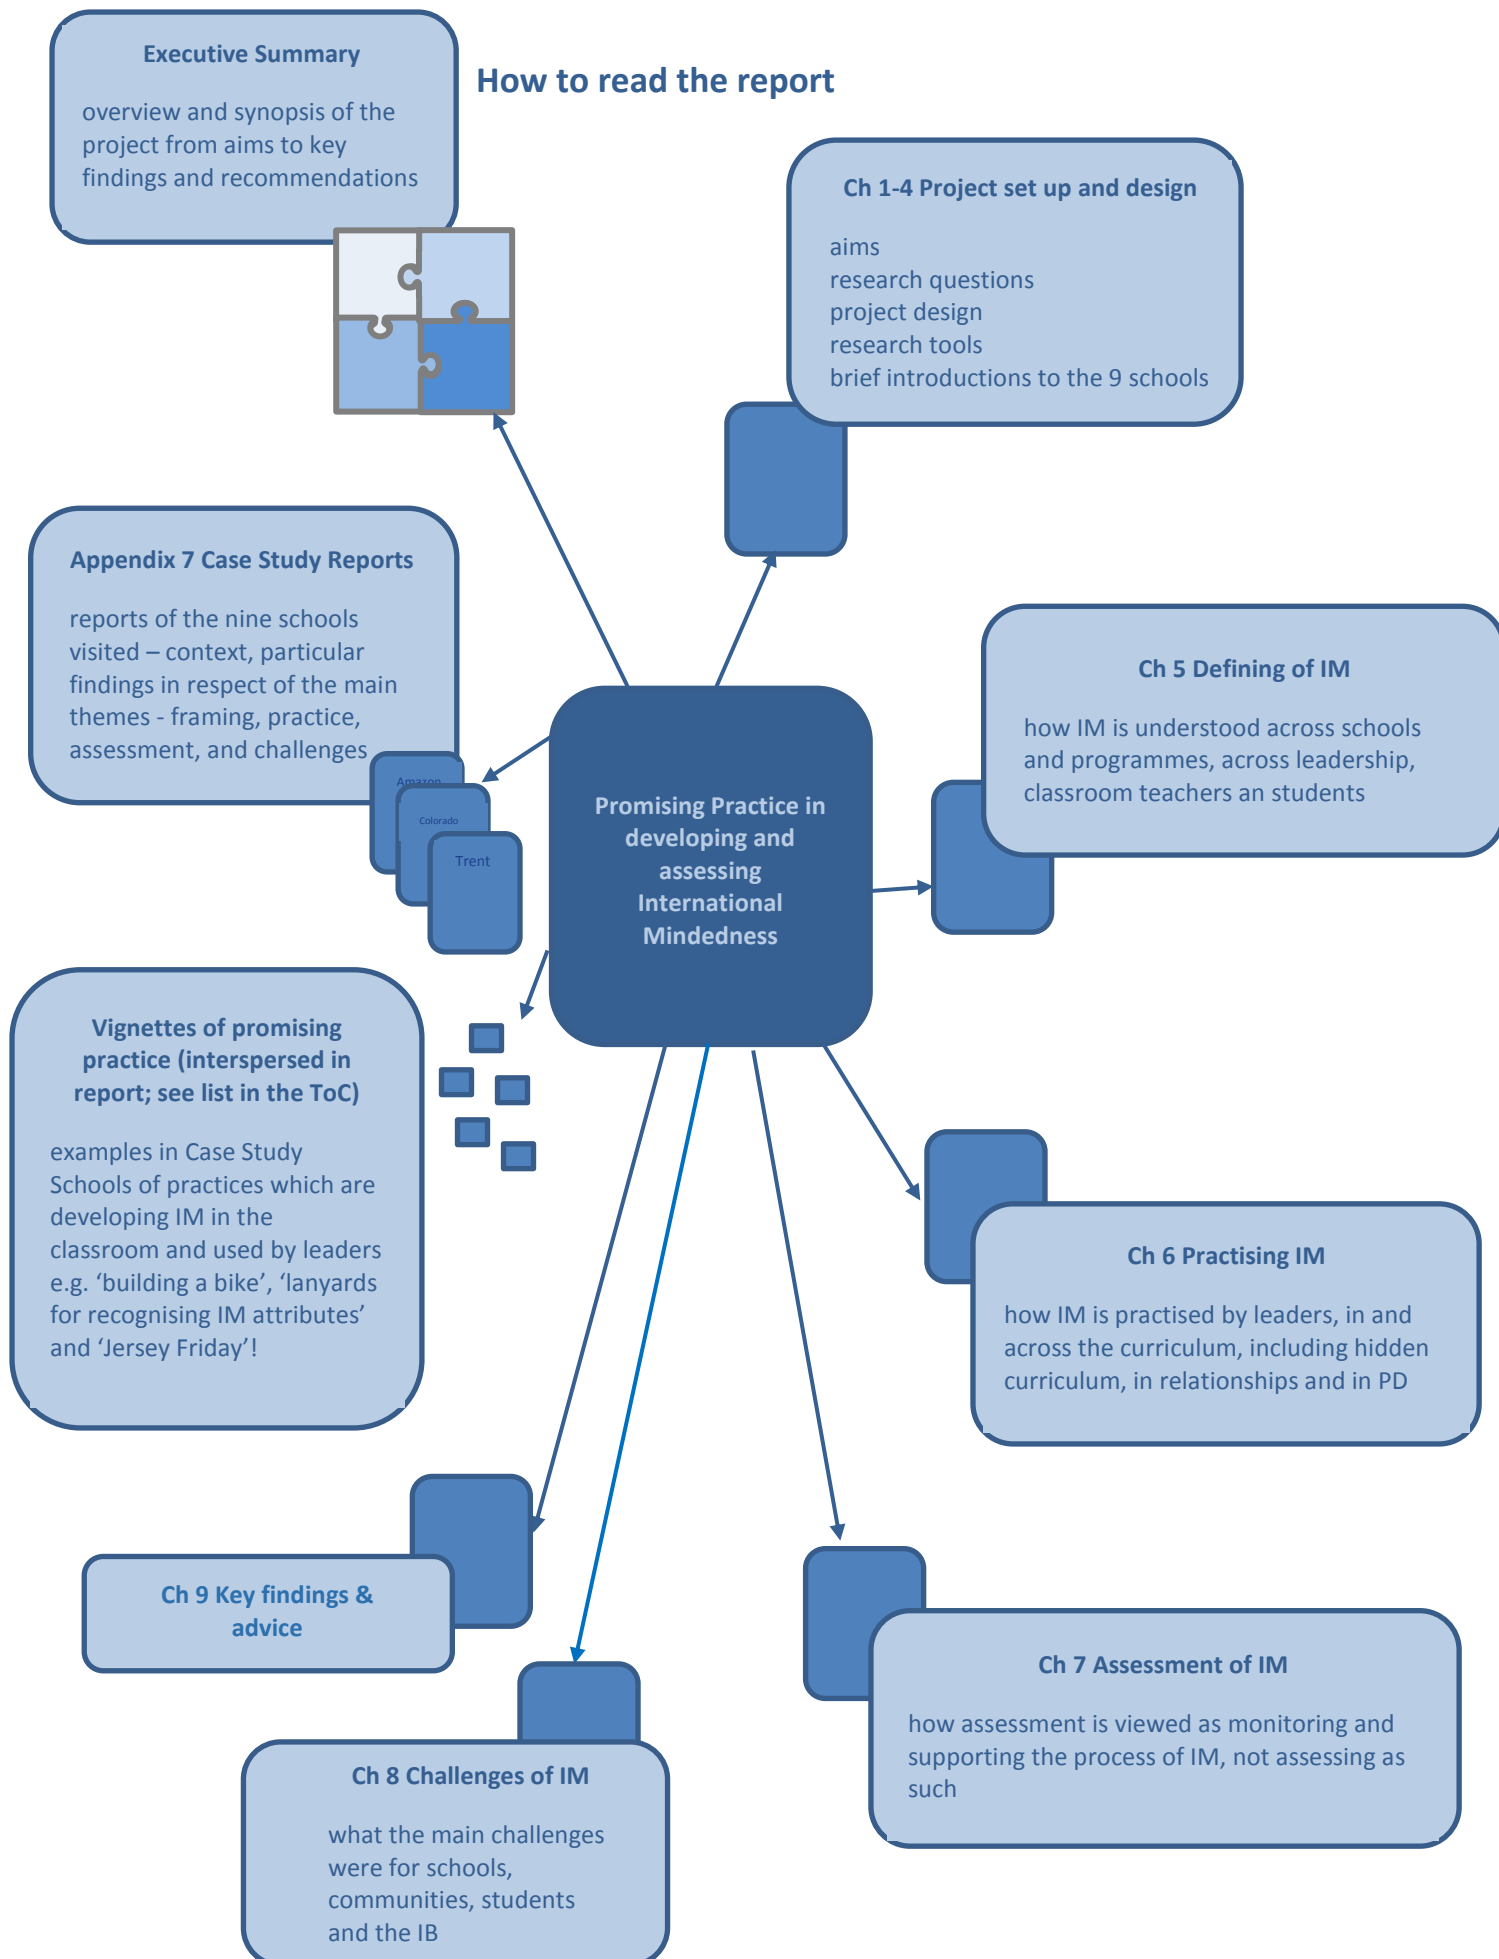 How to read the report
Executive Summary
overview and synopsis of the
project from aims to key
findings and recommendations
Ch 1-4 Project set up and design
aims
research questions
project design
research tools
brief introductions to the 9 schools
Appendix 7 Case Study Reports
reports of the nine schools
visited – context, particular
findings in respect of the main
themes - framing, practice,
assessment, and challenges
Amazon
Colorado
Trent
Promising Practice in
developing and
assessing
International
Mindedness
Ch 5 Defining of IM
how IM is understood across schools
and programmes, across leadership,
classroom teachers an students
Vignettes of promising
practice (interspersed in
report; see list in the ToC)
examples in Case Study
Schools of practices which are
developing IM in the
classroom and used by leaders
e.g. ‘building a bike’, ‘lanyards
for recognising IM attributes’
and ‘Jersey Friday’!
Ch 6 Practising IM
how IM is practised by leaders, in and
across the curriculum, including hidden
curriculum, in relationships and in PD
Ch 9 Key findings &
advice
Ch 7 Assessment of IM
how assessment is viewed as monitoring and
supporting the process of IM, not assessing as
such
Ch 8 Challenges of IM
what the main challenges
were for schools,
communities, students
and the IB